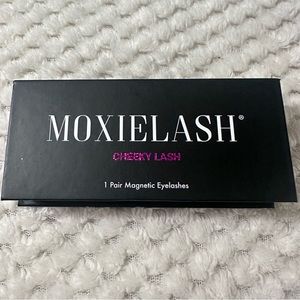 MOXIELASH®
CHEEKY LASH
1 Pair Magnetic Eyelashes